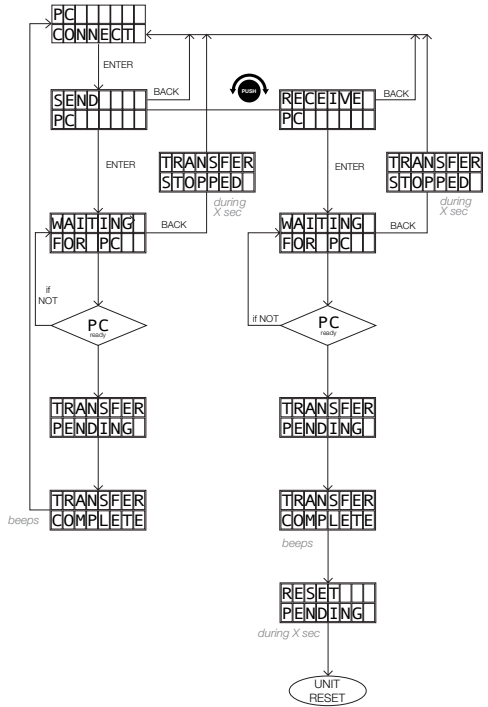 PC
CONNECT
ENTER
SEND
PC
BACK
PUSH
RECEIVE
PC
BACK
ENTER
TRANSFER
STOPPED
during
X sec
ENTER
TRANSFER
STOPPED
during
X sec
WAITING
FOR PC
BACK
WAITING
FOR PC
BACK
if
NOT
PC
ready
if NOT
PC
ready
TRANSFER
PENDING
TRANSFER
PENDING
TRANSFER
COMPLETE
beeps
TRANSFER
COMPLETE
beeps
RESET
PENDING
during X sec
UNIT
RESET